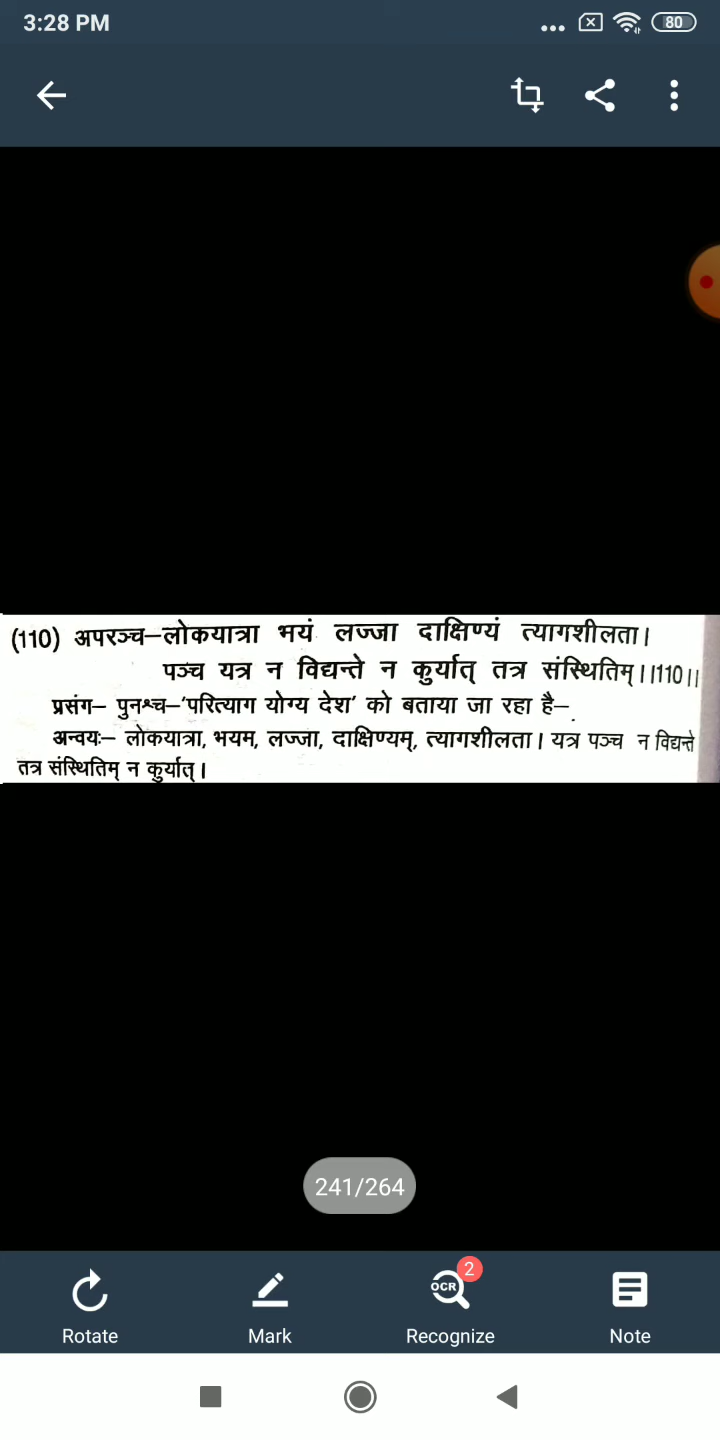 3:28 PM
80
(110) अपरञ्च–लोकयात्रा भयं लज्जा दाक्षिण्यं त्यागशीलता।
पञ्च यत्र न विद्यन्ते न कुर्यात् तत्र संस्थितिम्।।110।।
प्रसंग– पुनश्च–'परित्याग योग्य देश' को बताया जा रहा है–
अन्वयः– लोकयात्रा, भयम, लज्जा, दाक्षिण्यम्, त्यागशीलता। यत्र पञ्च न विद्यन्ते
तत्र संस्थितिम् न कुर्यात्।
241/264
OCR 2
Rotate Mark Recognize Note